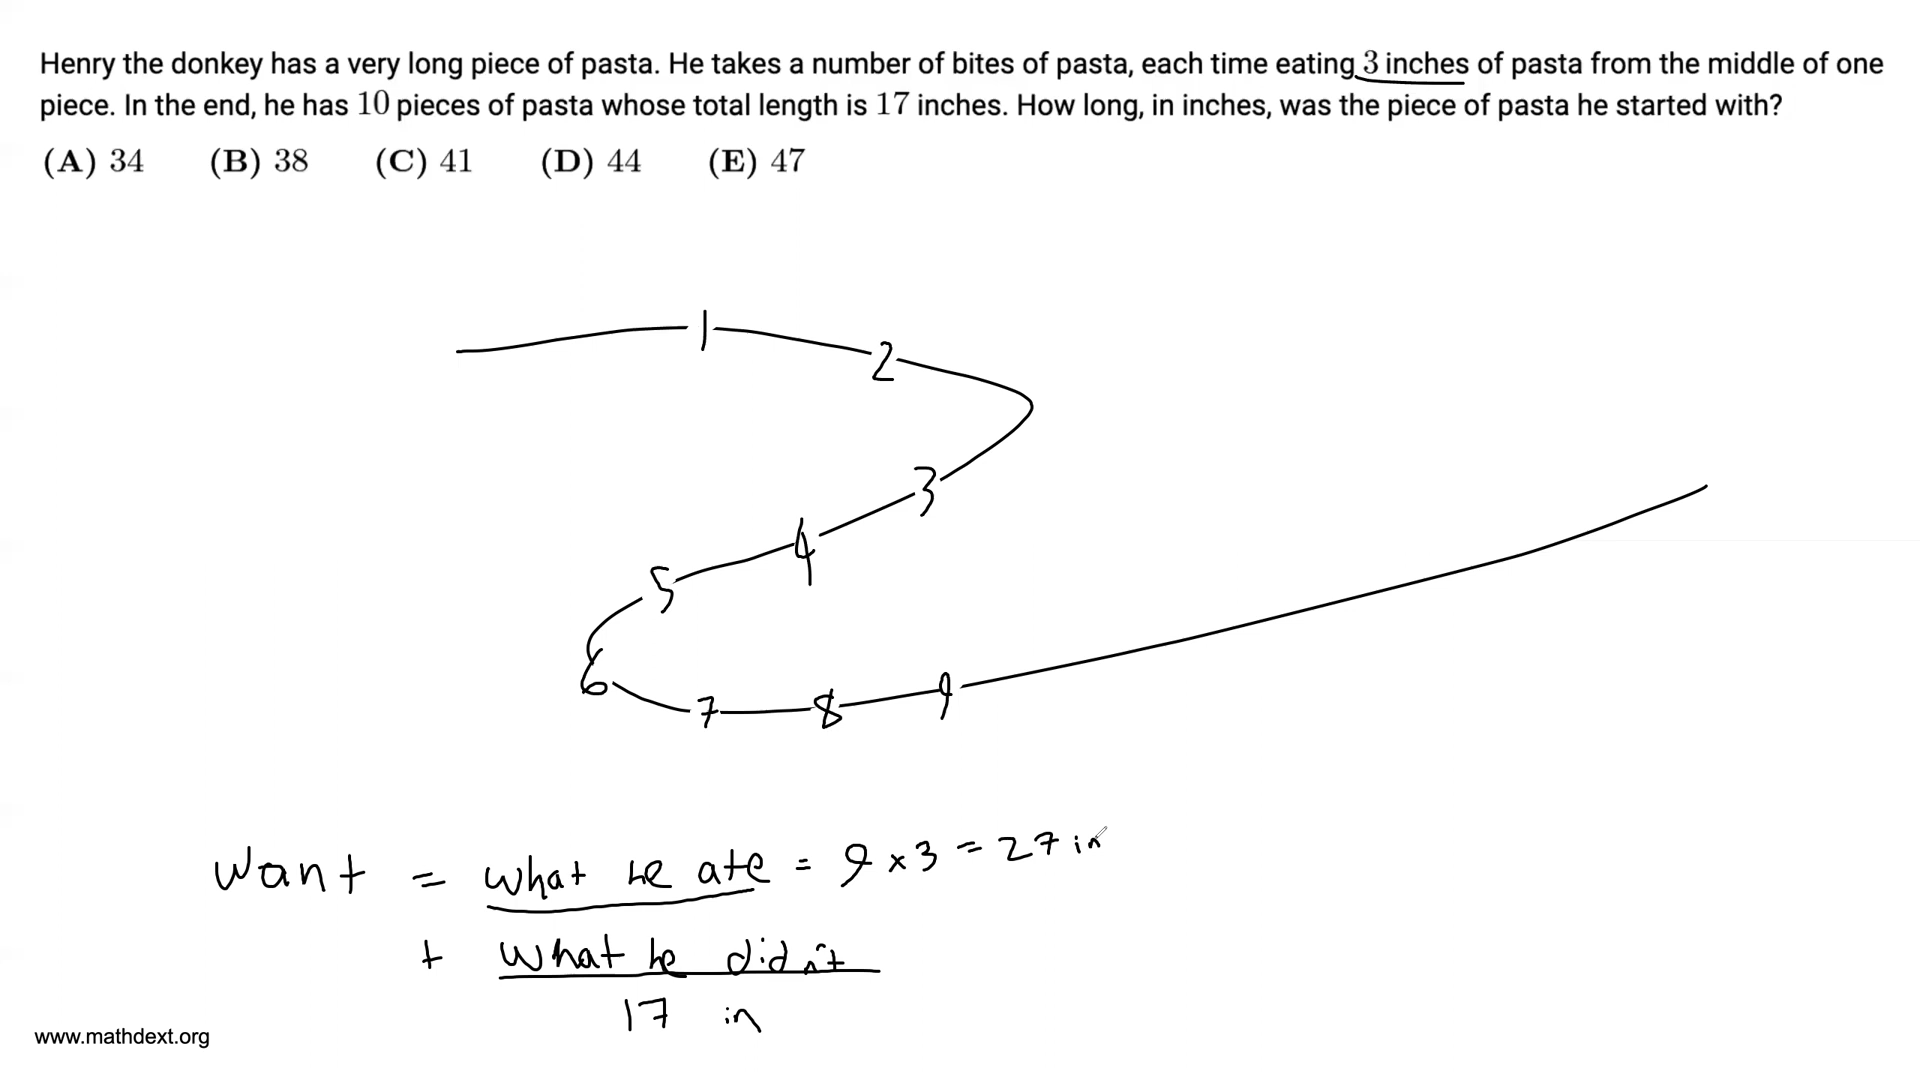 Henry the donkey has a very long piece of pasta. He takes a number of bites of pasta, each time eating 3 inches of pasta from the middle of one
piece. In the end, he has 10 pieces of pasta whose total length is 17 inches. How long, in inches, was the piece of pasta he started with?
(A) 34 (B) 38 (C) 41 (D) 44 (E) 47
1
2
3
4
5
6
7
8
9
Want = what he ate = 9 x 3 = 27 in
+ what he didn't
17 in
www.mathdext.org